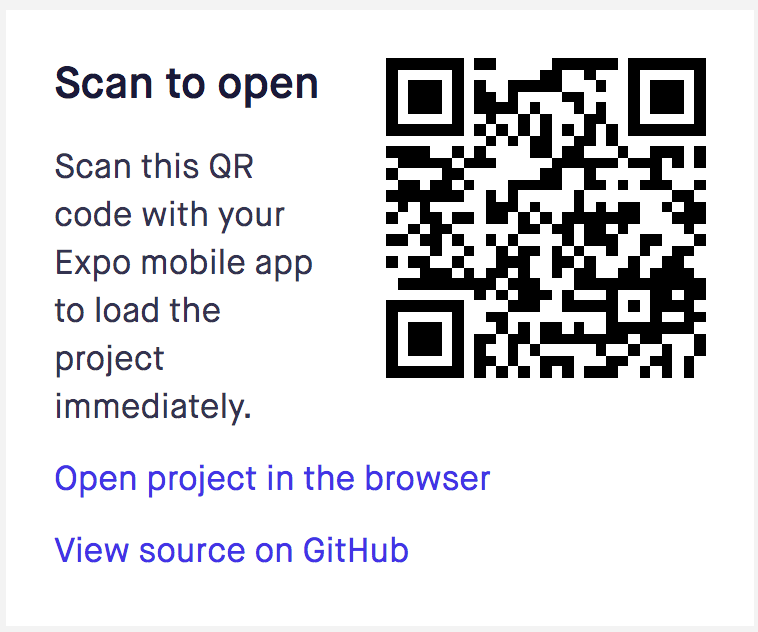 Scan to open
Scan this QR
code with your
Expo mobile app
to load the
project
immediately.
Open project in the browser
View source on GitHub